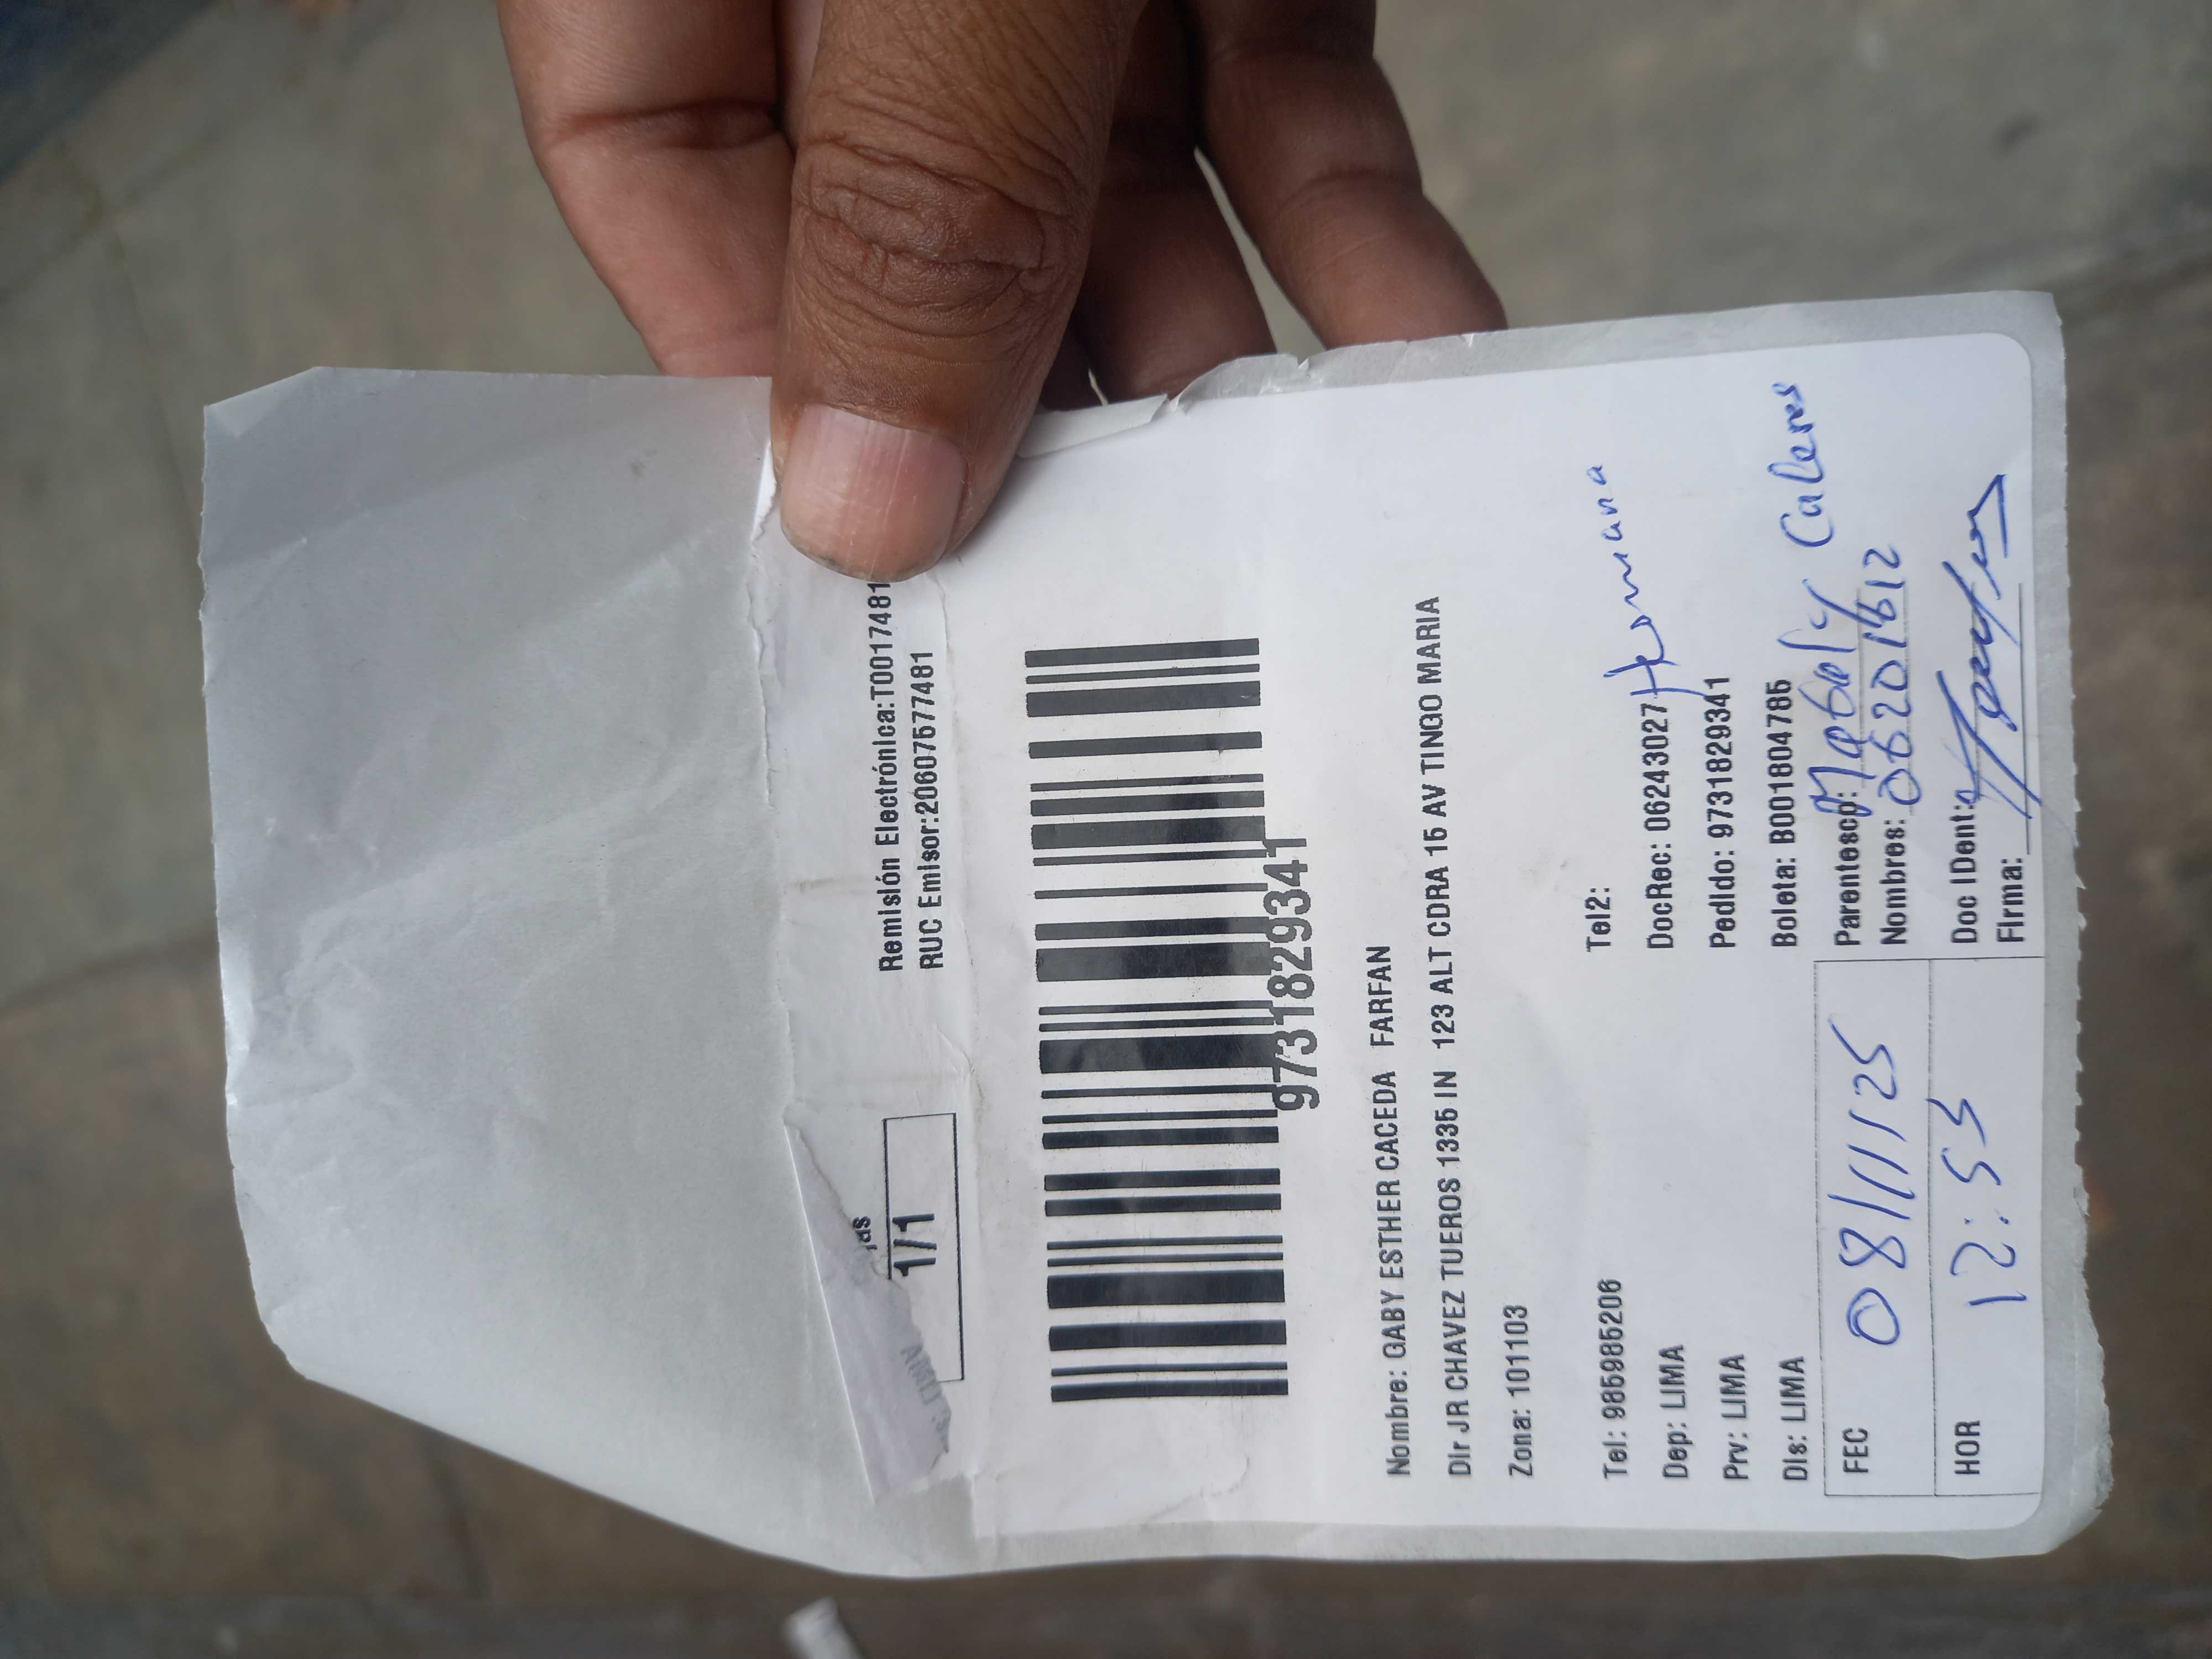 Remisión Electrónica:T0017481
RUC Emisor:20607577481
1/1
9731829341
Nombre: GABY ESTHER CACEDA FARFAN
Dir JR CHAVEZ TUEROS 1335 IN 123 ALT CDRA 15 AV TINGO MARIA
Zona: 101103
Tel: 985985206 Tel2:
Dep: LIMA DocRec: 06243027 Hermana
Prv: LIMA Pedido: 973182934 1
Dis: LIMA Boleta: B001804785
FEC 08/11/25 Parentesco: Magaly
Nombres: 06201612
HOR 12:53 Doc IDent:
Firma: